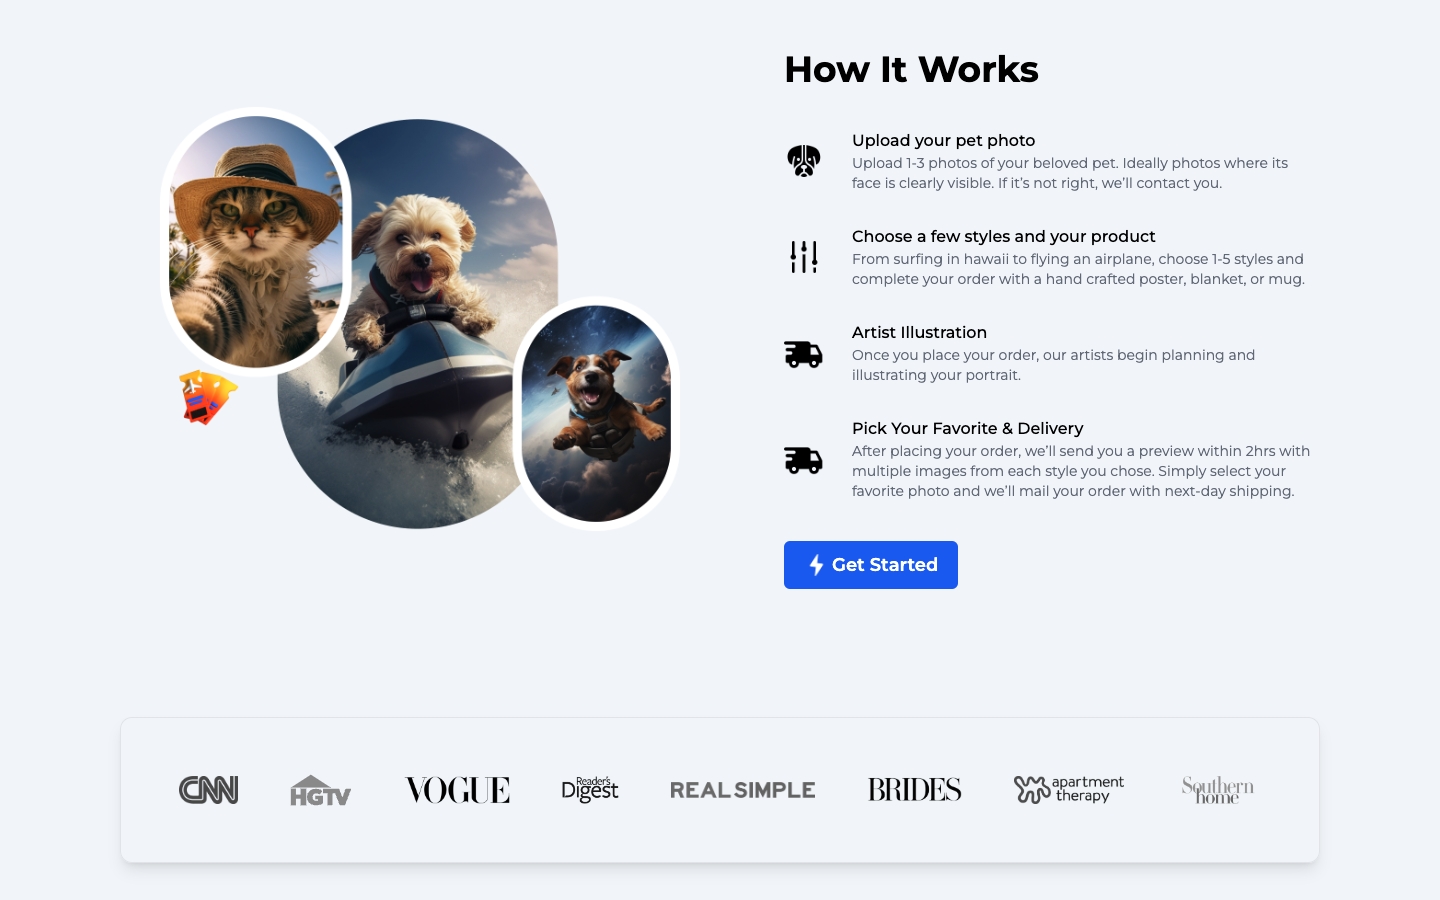 How It Works
Upload your pet photo
Upload 1-3 photos of your beloved pet. Ideally photos where its
face is clearly visible. If it’s not right, we’ll contact you.
Choose a few styles and your product
From surfing in hawaii to flying an airplane, choose 1-5 styles and
complete your order with a hand crafted poster, blanket, or mug.
Artist Illustration
Once you place your order, our artists begin planning and
illustrating your portrait.
Pick Your Favorite & Delivery
After placing your order, we’ll send you a preview within 2hrs with
multiple images from each style you chose. Simply select your
favorite photo and we’ll mail your order with next-day shipping.
Get Started
CNN
HGTV
VOGUE
Reader's
Digest
REAL SIMPLE
BRIDES
apartment
therapy
Southern
home